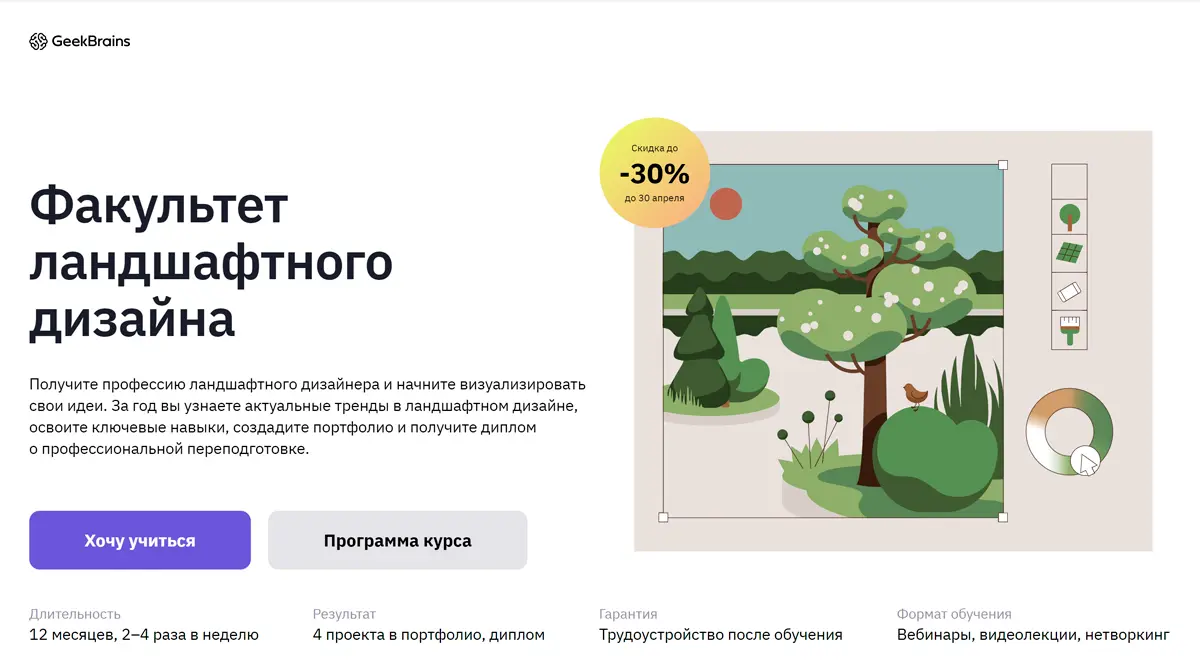 GeekBrains
Скидка до
-30%
до 30 апреля
Факультет
ландшафтного
дизайна
Получите профессию ландшафтного дизайнера и начните визуализировать
свои идеи. За год вы узнаете актуальные тренды в ландшафтном дизайне,
освоите ключевые навыки, создадите портфолио и получите диплом
о профессиональной переподготовке.
Хочу учиться
Программа курса
Длительность
12 месяцев, 2–4 раза в неделю
Результат
4 проекта в портфолио, диплом
Гарантия
Трудоустройство после обучения
Формат обучения
Вебинары, видеолекции, нетворкинг